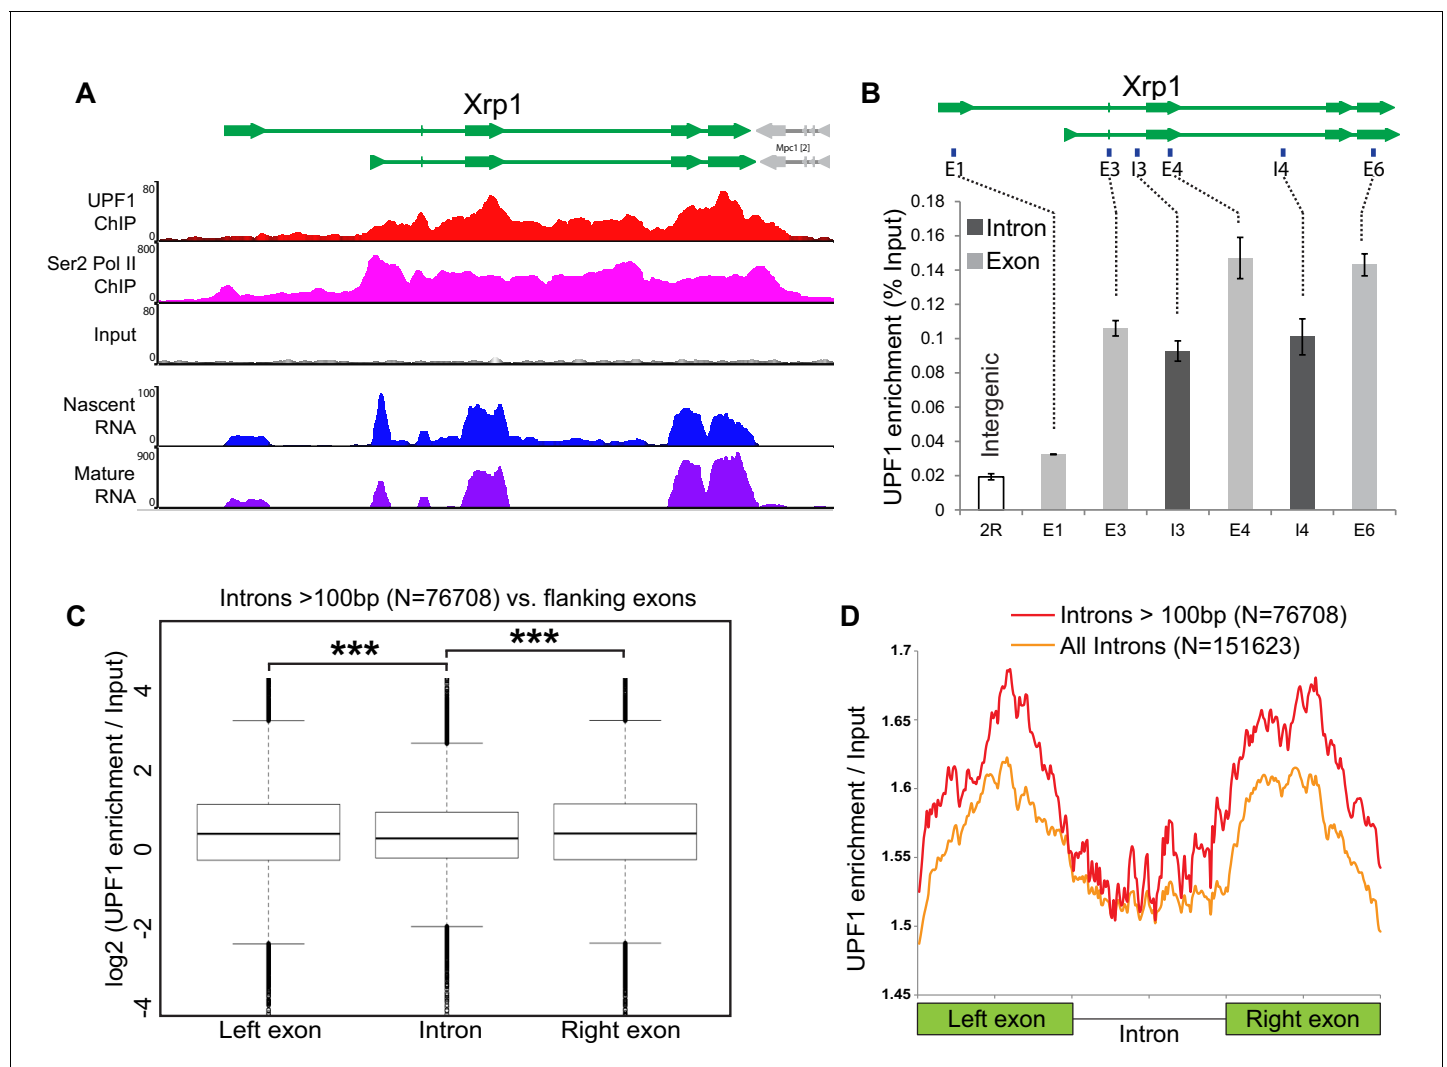 A
Xrp1
Mpc1 [2]
UPF1
ChIP
80
0
Ser2 Pol II
ChIP
800
0
Input
80
0
Nascent
RNA
100
0
Mature
RNA
900
0
B
Xrp1
E1
E3
I3
E4
I4
E6
UPF1 enrichment (% Input)
0.18
0.16
0.14
0.12
0.1
0.08
0.06
0.04
0.02
0
Intron
Exon
Intergenic
2R
E1
E3
I3
E4
I4
E6
C
Introns >100bp (N=76708) vs. flanking exons
***
***
log2 (UPF1 enrichment / Input)
4
2
0
-2
-4
Left exon
Intron
Right exon
D
Introns > 100bp (N=76708)
All Introns (N=151623)
UPF1 enrichment / Input
1.7
1.65
1.6
1.55
1.5
1.45
Left exon
Intron
Right exon